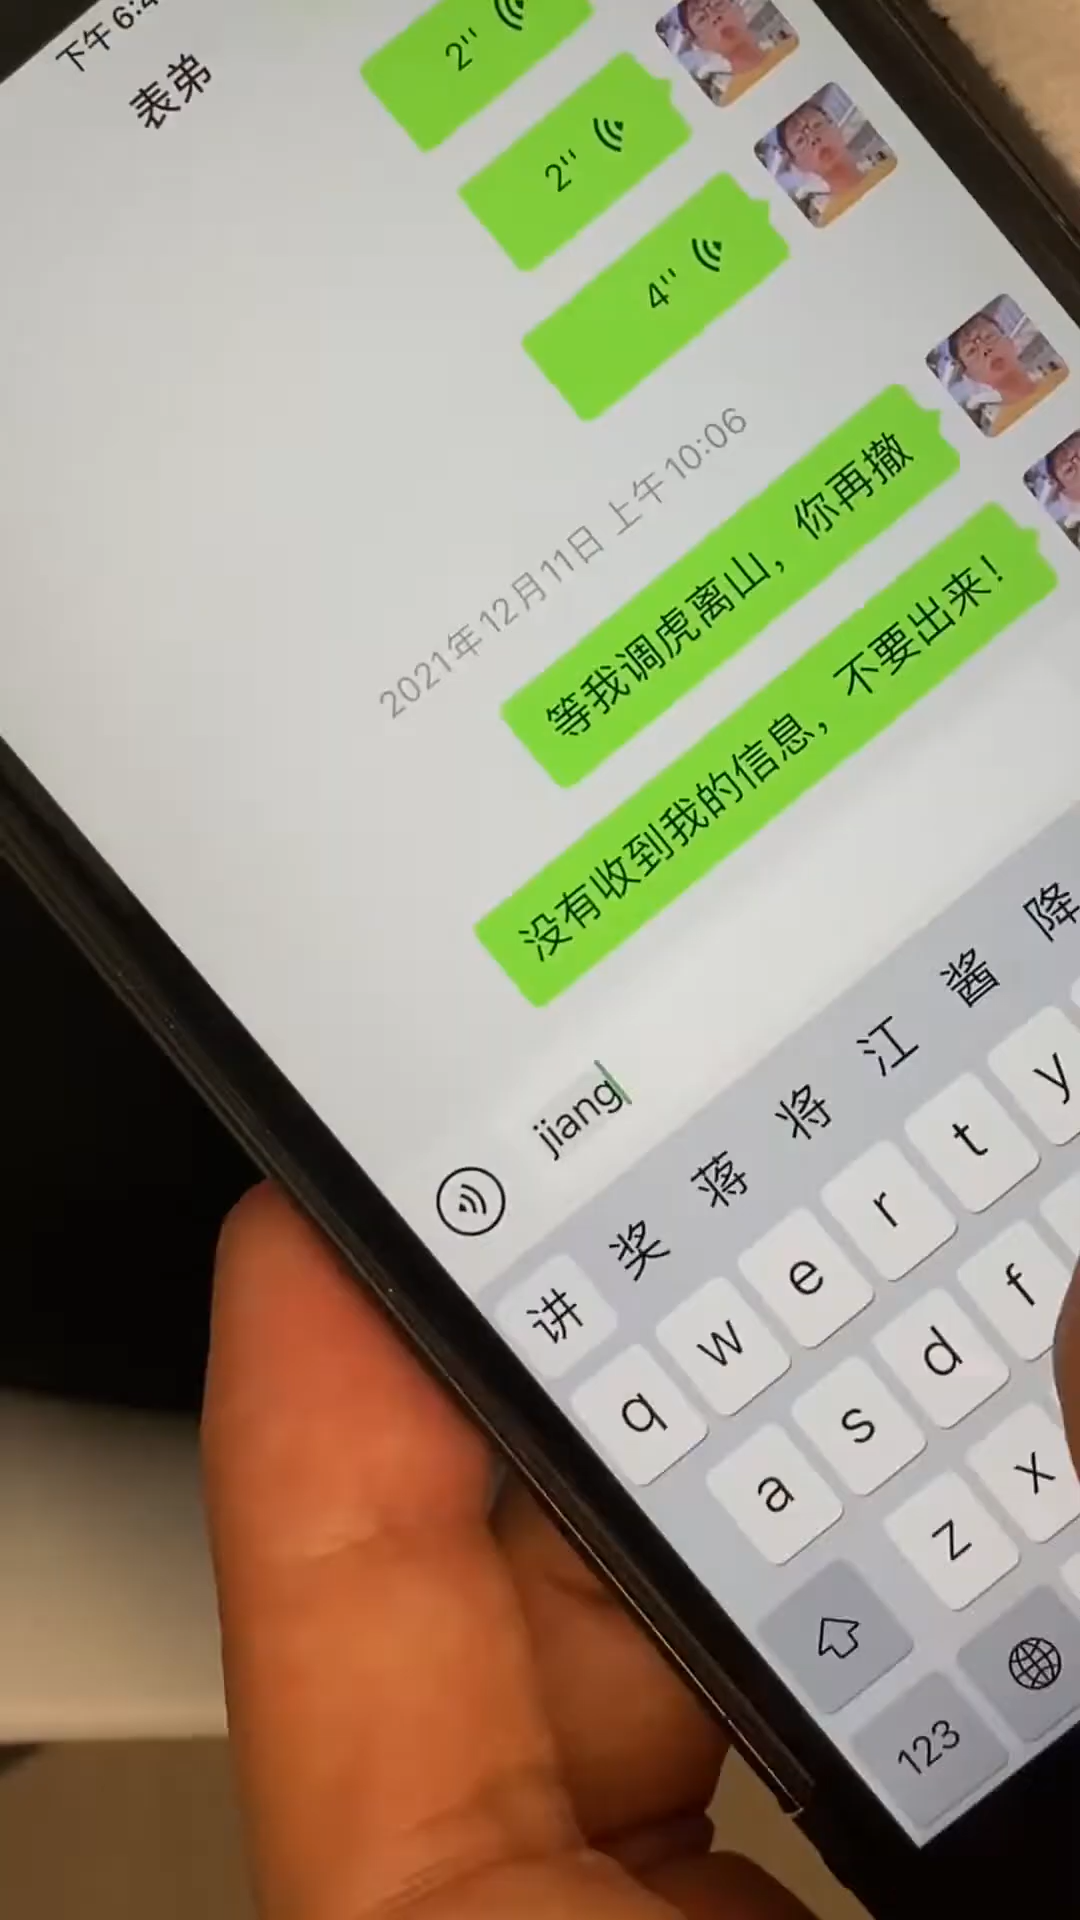 下午 6:4
表弟
2''
2''
4''
2021年12月11日 上午10:06
等我调虎离山，你再撤
没有收到我的信息，不要出来！
jiang
讲 奖 蒋 将 江 酱 降
q w e r t y
a s d f
z x
123